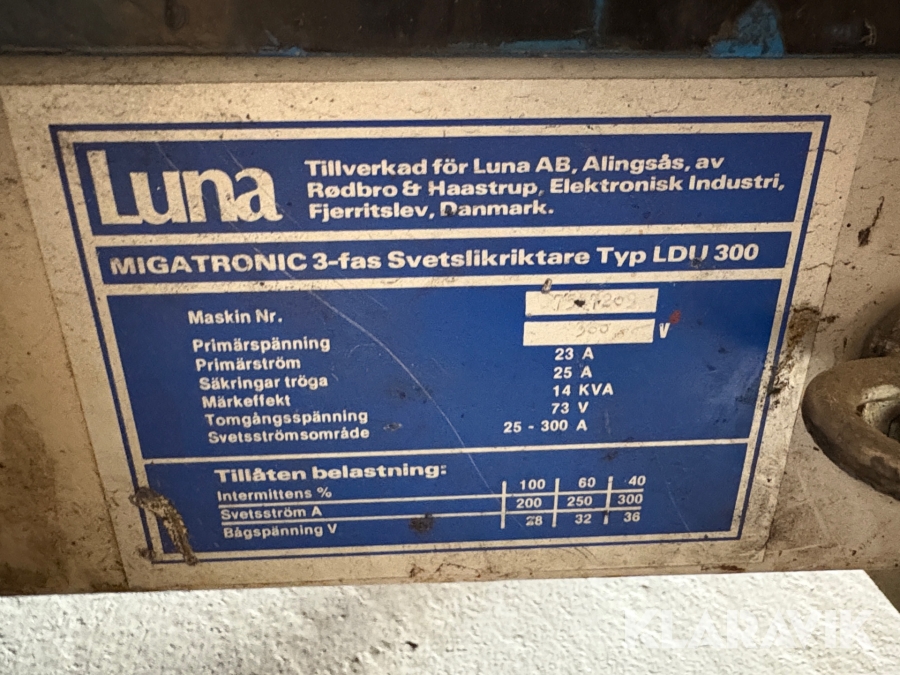 Luna
Tillverkad för Luna AB, Alingsås, av
Rødbro & Haastrup, Elektronisk Industri,
Fjerritslev, Danmark.
MIGATRONIC 3-fas Svetslikriktare Typ LDU 300
Maskin Nr.
Primärspänning V
Primärström 23 A
Säkringar tröga 25 A
Märkeffekt 14 KVA
Tomgångsspänning 73 V
Svetsströmsområde 25 - 300 A
Tillåten belastning:
Intermittens % 100 60 40
Svetsström A 200 250 300
Bågspänning V 28 32 36
KLARAVIK